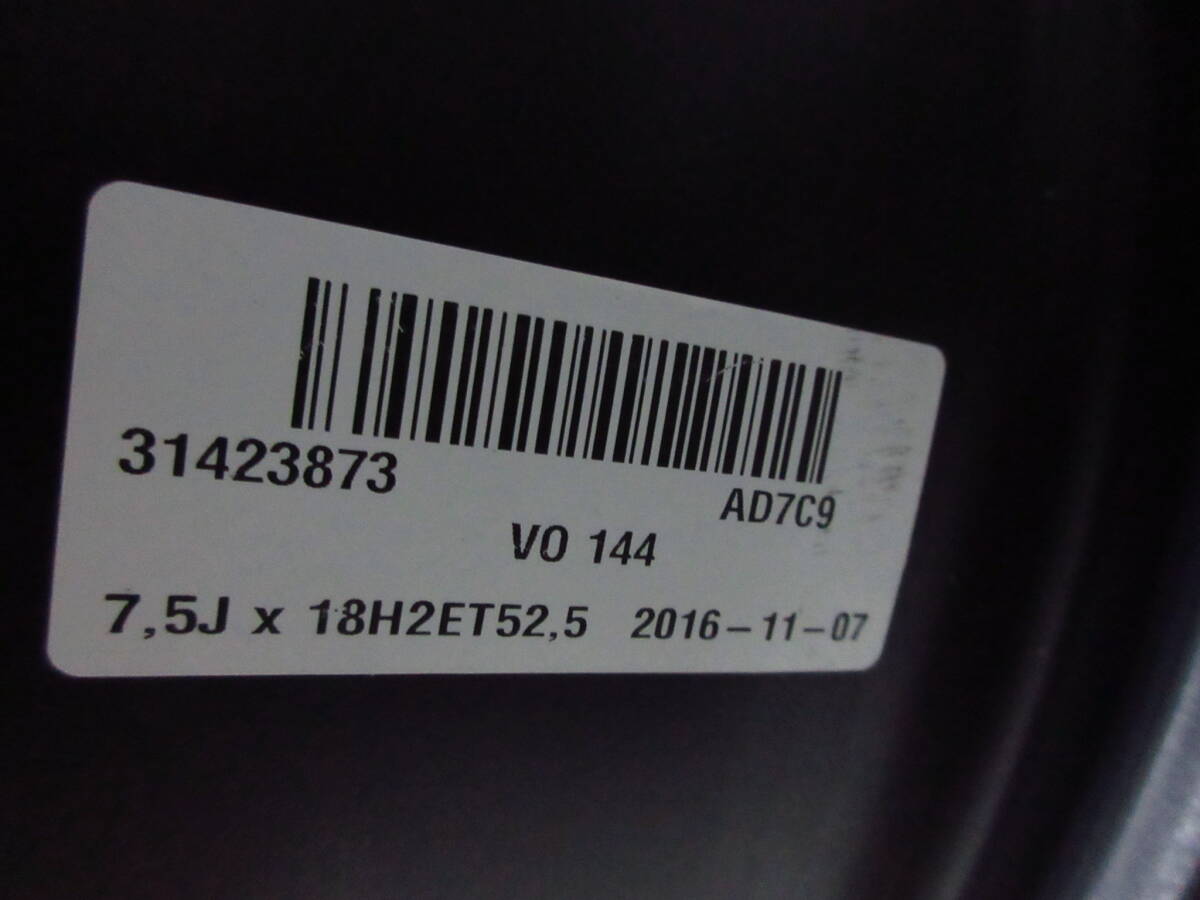 31423873
AD7C9
VO 144
7,5J x 18H2ET52,5 2016-11-07